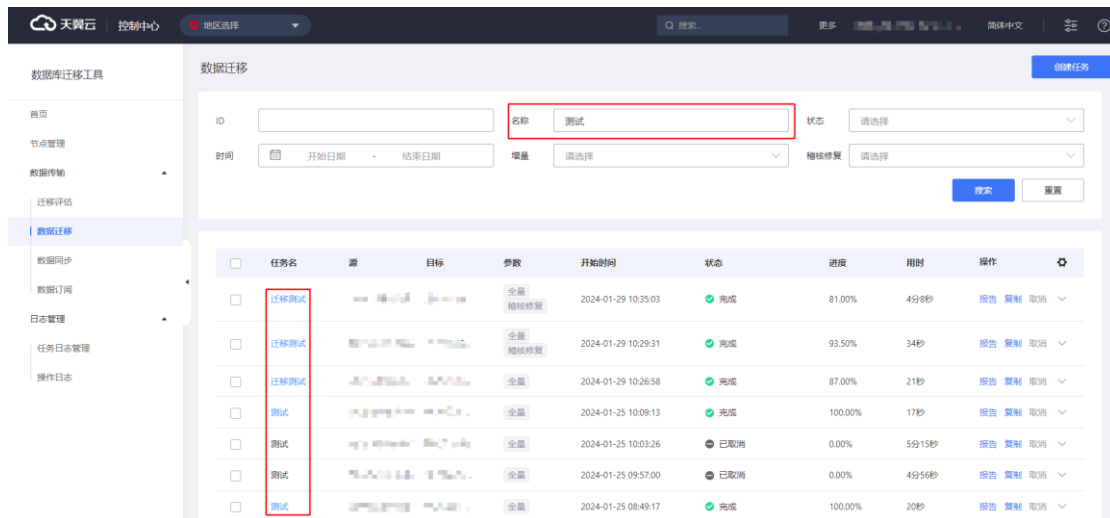 天翼云 控制中心 地区选择 搜索... 更多 简体中文
数据库迁移工具
首页
节点管理
数据传输
迁移评估
数据迁移
数据同步
数据订阅
日志管理
任务日志管理
操作日志
数据迁移 创建任务
ID 名称 测试 状态 请选择
时间 开始日期 - 结束日期 增量 请选择 稽核修复 请选择
搜索 重置
任务名 源 目标 参数 开始时间 状态 进度 用时 操作
迁移测试 全量 稽核修复 2024-01-29 10:35:03 完成 81.00% 4分8秒 报告 复制 取消
迁移测试 全量 稽核修复 2024-01-29 10:29:31 完成 93.50% 34秒 报告 复制 取消
迁移测试 全量 2024-01-29 10:26:58 完成 87.00% 21秒 报告 复制 取消
测试 全量 2024-01-25 10:09:13 完成 100.00% 17秒 报告 复制 取消
测试 全量 2024-01-25 10:03:26 已取消 0.00% 5分15秒 报告 复制 取消
测试 全量 2024-01-25 09:57:00 已取消 0.00% 4分56秒 报告 复制 取消
测试 全量 2024-01-25 08:49:17 完成 100.00% 20秒 报告 复制 取消